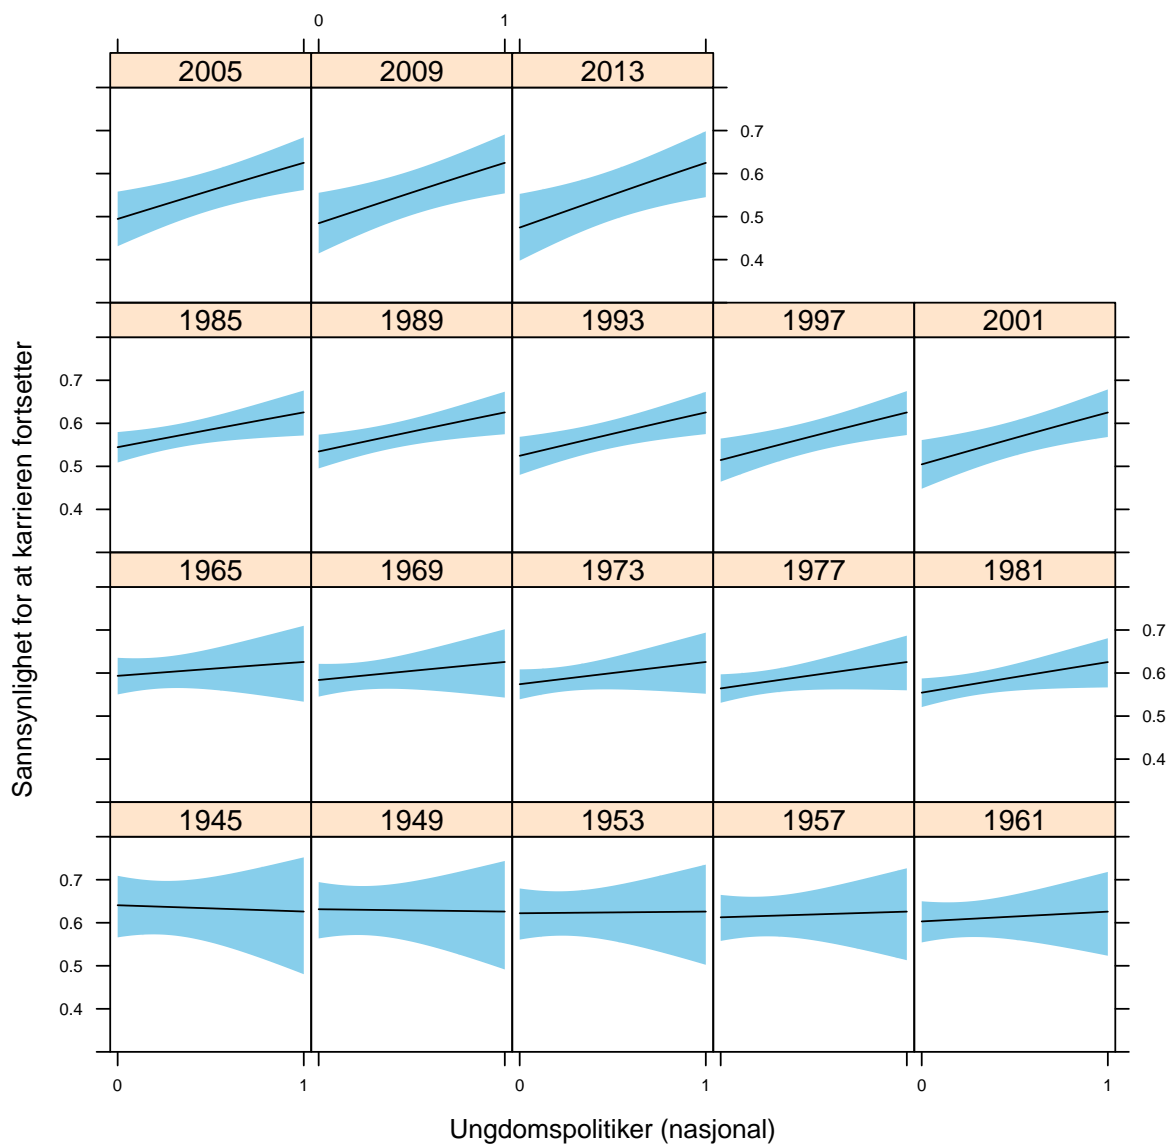 0 1
2005 2009 2013
0.7
0.6
0.5
0.4
1985 1989 1993 1997 2001
0.7
0.6
0.5
0.4
1965 1969 1973 1977 1981
0.7
0.6
0.5
0.4
1945 1949 1953 1957 1961
0.7
0.6
0.5
0.4
0 1 0 1 0 1
Sannsynlighet for at karrieren fortsetter
Ungdomspolitiker (nasjonal)